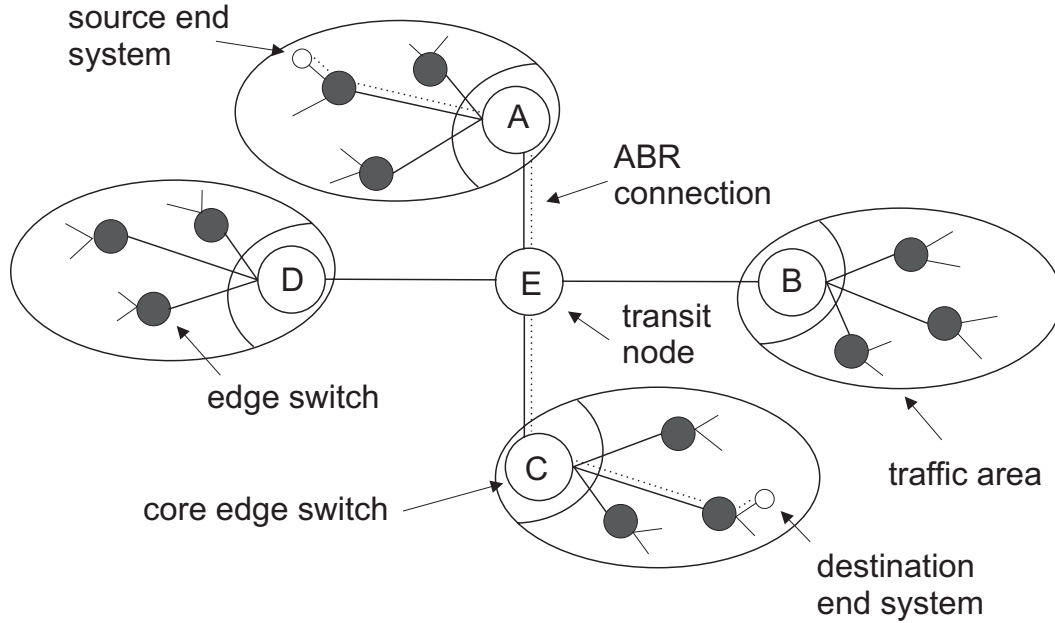 source end
system
A
ABR
connection
D
E
B
transit
node
edge switch
C
traffic area
core edge switch
destination
end system